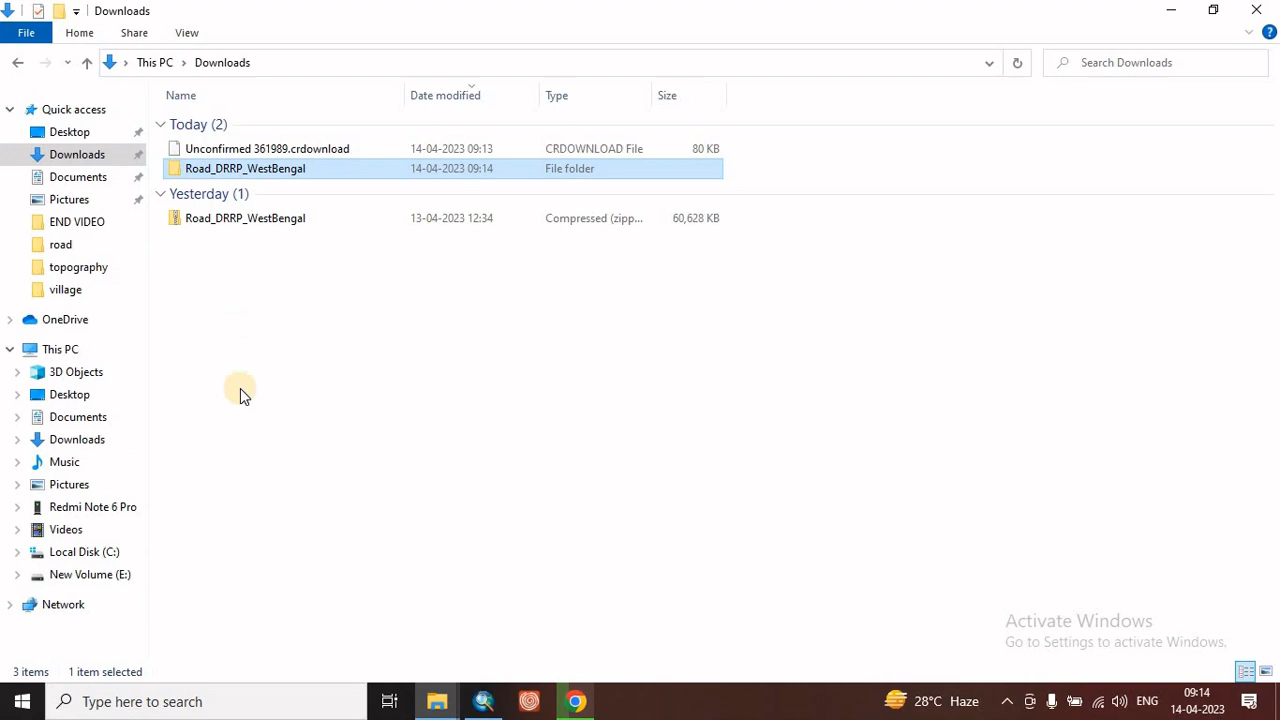 Downloads
File Home Share View
This PC Downloads
Search Downloads
Name Date modified Type Size
Quick access
Desktop
Downloads
Documents
Pictures
END VIDEO
road
topography
village
OneDrive
This PC
3D Objects
Desktop
Documents
Downloads
Music
Pictures
Redmi Note 6 Pro
Videos
Local Disk (C:)
New Volume (E:)
Network
Today (2)
Unconfirmed 361989.crdownload 14-04-2023 09:13 CRDOWNLOAD File 80 KB
Road_DRRP_WestBengal 14-04-2023 09:14 File folder
Yesterday (1)
Road_DRRP_WestBengal 13-04-2023 12:34 Compressed (zipp... 60,628 KB
Activate Windows
Go to Settings to activate Windows.
3 items 1 item selected
Type here to search
28°C Haze
ENG
09:14
14-04-2023